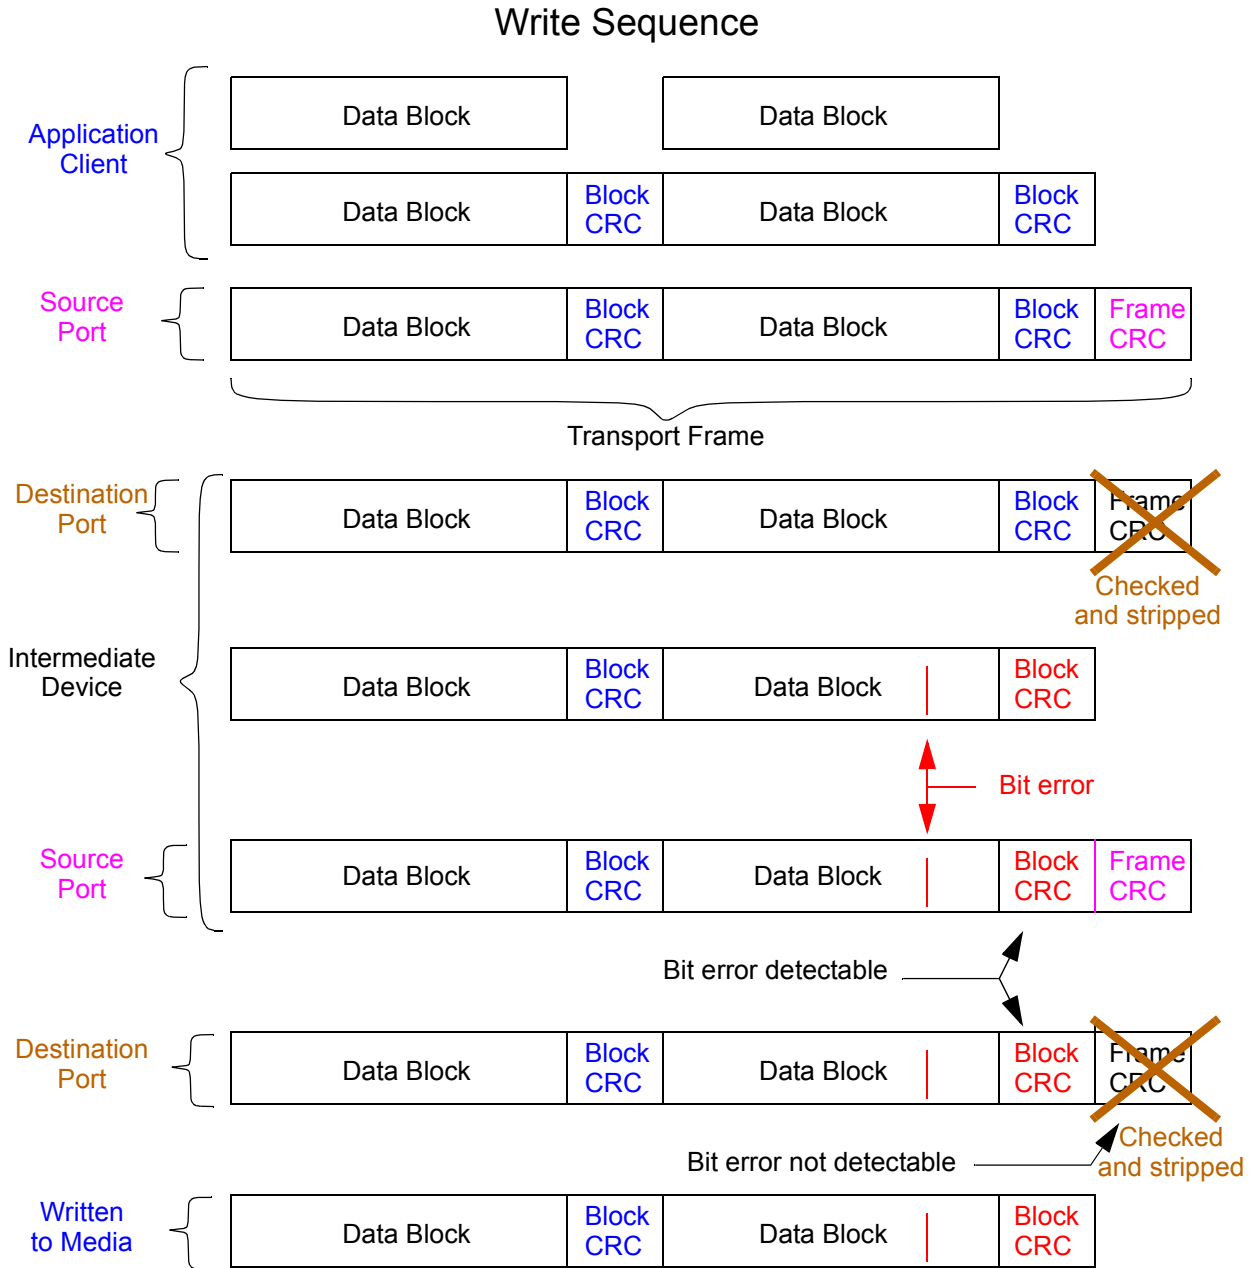 Write Sequence
Application
Client
Data Block
Data Block
Data Block
Block
CRC
Data Block
Block
CRC
Source
Port
Data Block
Block
CRC
Data Block
Block
CRC
Frame
CRC
Transport Frame
Destination
Port
Data Block
Block
CRC
Data Block
Block
CRC
Frame
CRC
Checked
and stripped
Intermediate
Device
Data Block
Block
CRC
Data Block
Block
CRC
Bit error
Source
Port
Data Block
Block
CRC
Data Block
Block
CRC
Frame
CRC
Bit error detectable
Destination
Port
Data Block
Block
CRC
Data Block
Block
CRC
Frame
CRC
Checked
and stripped
Bit error not detectable
Written
to Media
Data Block
Block
CRC
Data Block
Block
CRC